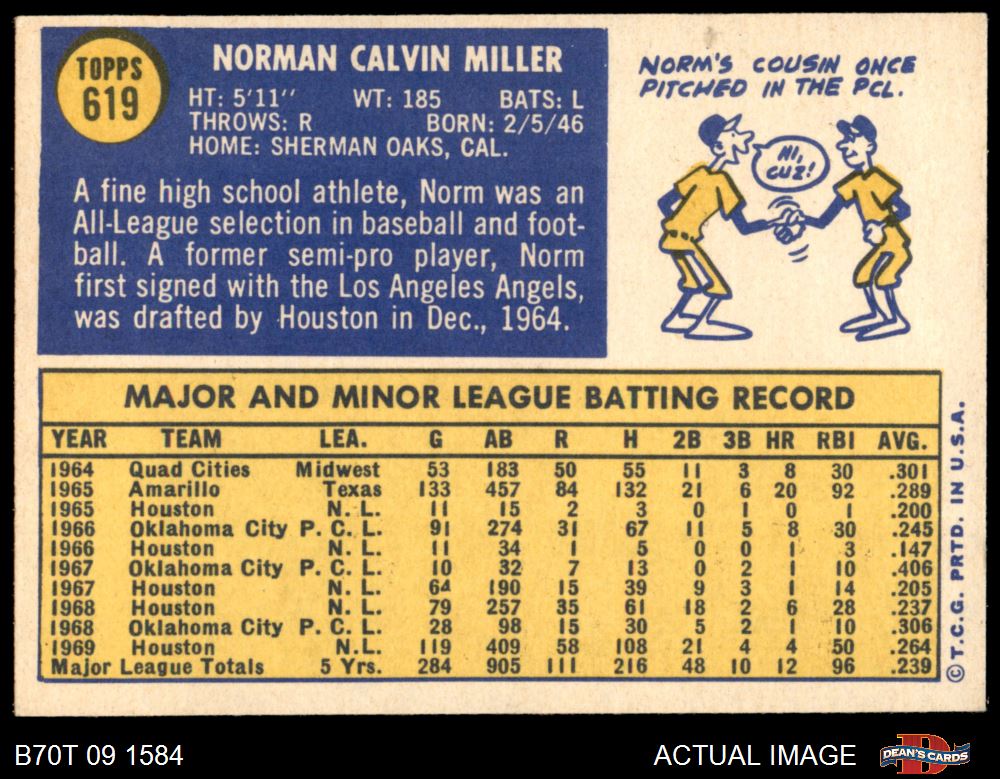 TOPPS
619
NORMAN CALVIN MILLER
HT: 5'11" WT: 185 BATS: L
THROWS: R BORN: 2/5/46
HOME: SHERMAN OAKS, CAL.
A fine high school athlete, Norm was an
All-League selection in baseball and foot-
ball. A former semi-pro player, Norm
first signed with the Los Angeles Angels,
was drafted by Houston in Dec., 1964.
NORM'S COUSIN ONCE
PITCHED IN THE PCL.
HI,
CUZ!
MAJOR AND MINOR LEAGUE BATTING RECORD
YEAR TEAM LEA. G AB R H 2B 3B HR RBI AVG.
1964 Quad Cities Midwest 53 183 50 55 11 3 8 30 .301
1965 Amarillo Texas 133 457 84 132 21 6 20 92 .289
1965 Houston N.L. 11 15 2 3 0 1 0 1 .200
1966 Oklahoma City P.C.L. 91 274 31 67 11 5 8 30 .245
1966 Houston N.L. 11 34 1 5 0 0 1 3 .147
1967 Oklahoma City P.C.L. 10 32 7 13 0 2 1 10 .406
1967 Houston N.L. 64 190 15 39 9 3 1 14 .205
1968 Houston N.L. 79 257 35 61 18 2 6 28 .237
1968 Oklahoma City P.C.L. 28 98 15 30 5 2 1 10 .306
1969 Houston N.L. 119 409 58 108 21 4 4 50 .264
Major League Totals 5 Yrs. 284 905 111 216 48 10 12 96 .239
© T.C.G. PRTD. IN U.S.A.
B70T 09 1584
ACTUAL IMAGE
DEAN'S CARDS